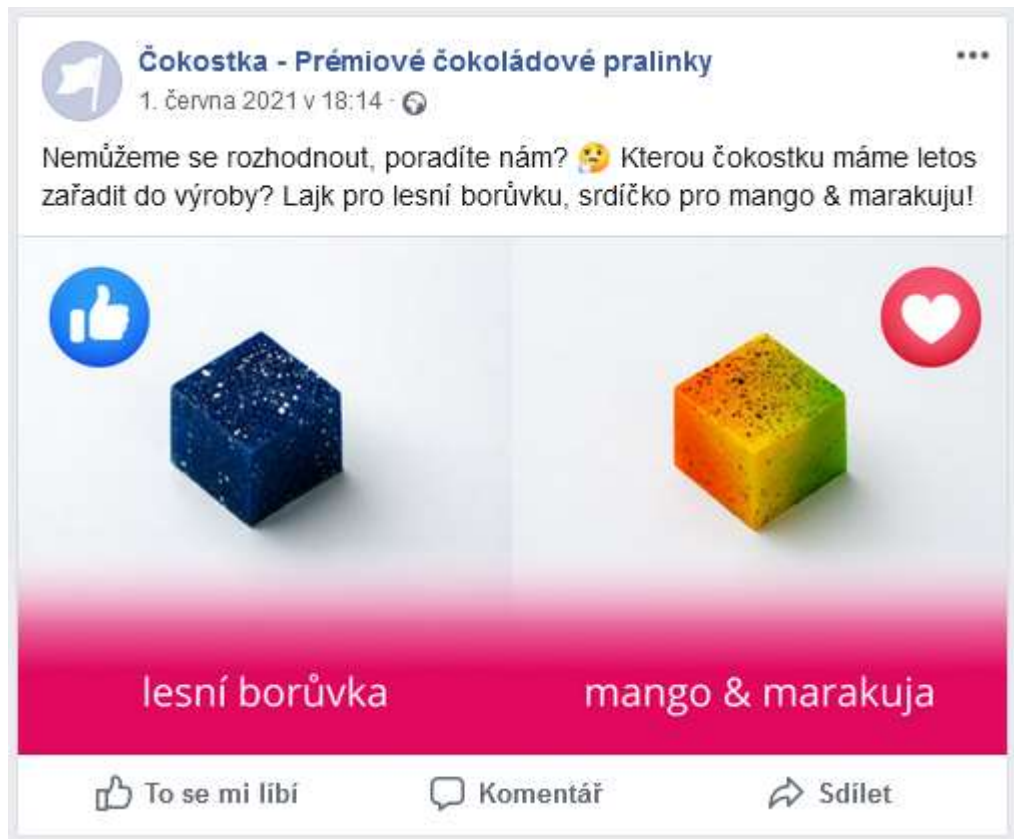 Čokostka - Prémiové čokoládové pralinky
1. června 2021 v 18:14 ·
Nemůžeme se rozhodnout, poradíte nám? 🤔 Kterou čokostku máme letos
zařadit do výroby? Lajk pro lesní borůvku, srdíčko pro mango & marakuju!
lesní borůvka
mango & marakuja
To se mi líbí
Komentář
Sdílet